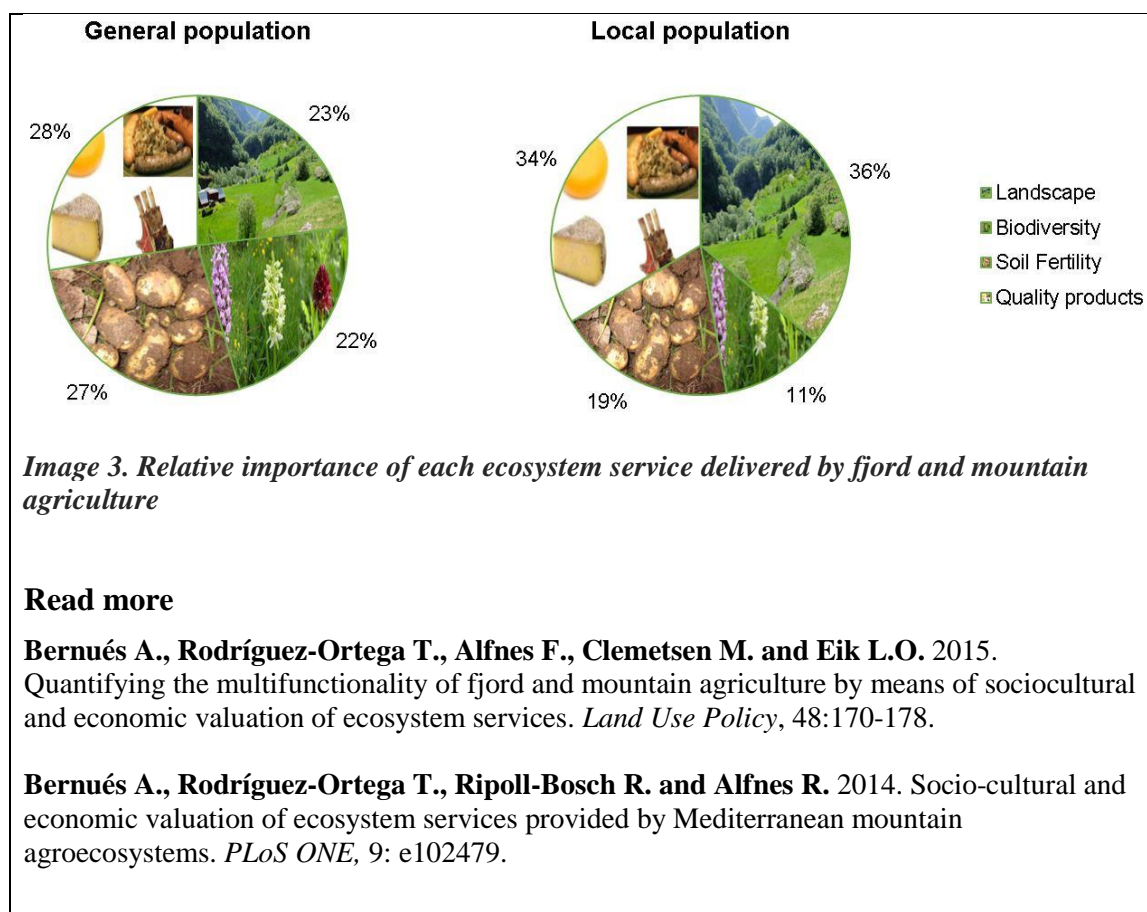 General population
Local population
28%
23%
27%
22%
34%
36%
19%
11%
Landscape
Biodiversity
Soil Fertility
Quality products
Image 3. Relative importance of each ecosystem service delivered by fjord and mountain
agriculture
Read more
Bernués A., Rodríguez-Ortega T., Alfnes F., Clemetsen M. and Eik L.O. 2015.
Quantifying the multifunctionality of fjord and mountain agriculture by means of sociocultural
and economic valuation of ecosystem services. Land Use Policy, 48:170-178.
Bernués A., Rodríguez-Ortega T., Ripoll-Bosch R. and Alfnes R. 2014. Socio-cultural and
economic valuation of ecosystem services provided by Mediterranean mountain
agroecosystems. PLoS ONE, 9: e102479.